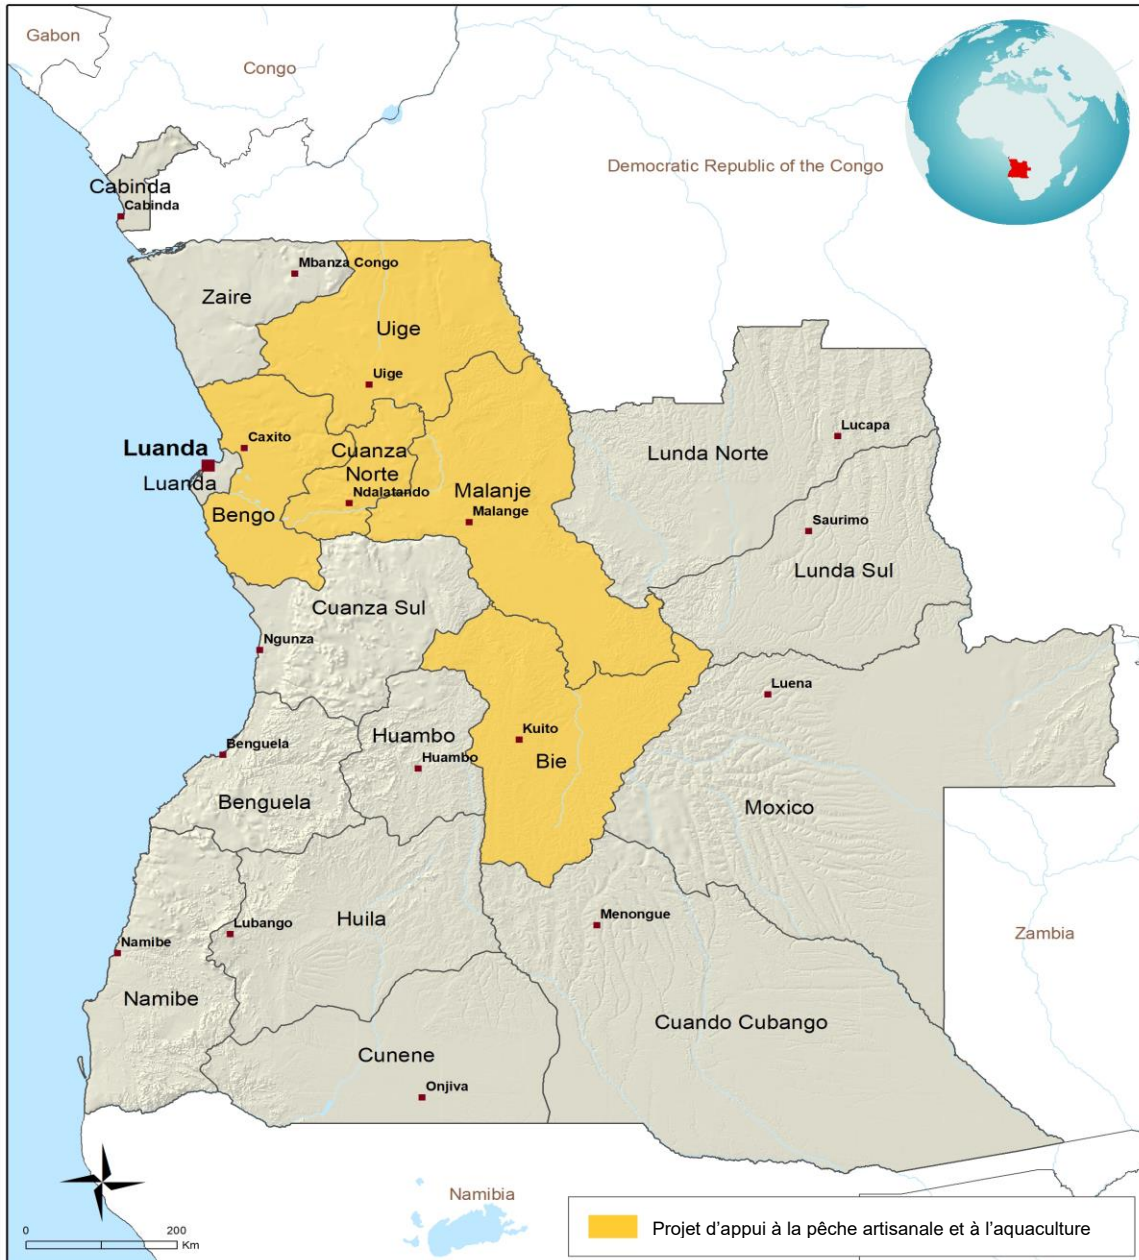 Gabon
Congo
Democratic Republic of the Congo
Cabinda
Cabinda
Mbanza Congo
Zaire
Uige
Uige
Lucapa
Caxito
Cuanza
Norte
Luanda
Lunda Norte
Luanda
Ndalatando
Malanje
Malange
Bengo
Saurimo
Lunda Sul
Cuanza Sul
Ngunza
Luena
Kuito
Huambo
Huambo
Benguela
Bie
Benguela
Moxico
Huila
Menongue
Lubango
Namibe
Zambia
Namibe
Cuando Cubango
Cunene
Onjiva
Namibia
0 200
Km
Projet d’appui à la pêche artisanale et à l’aquaculture